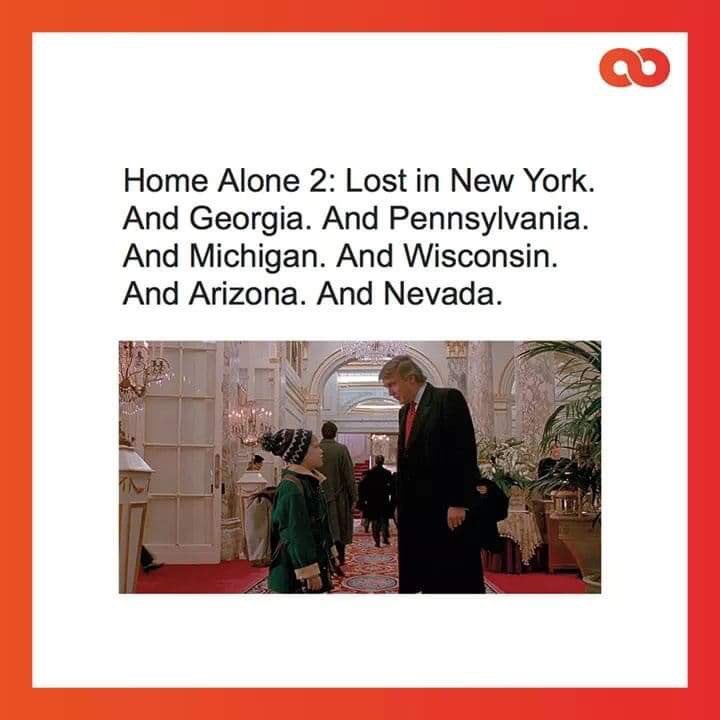 Home Alone 2: Lost in New York.
And Georgia. And Pennsylvania.
And Michigan. And Wisconsin.
And Arizona. And Nevada.